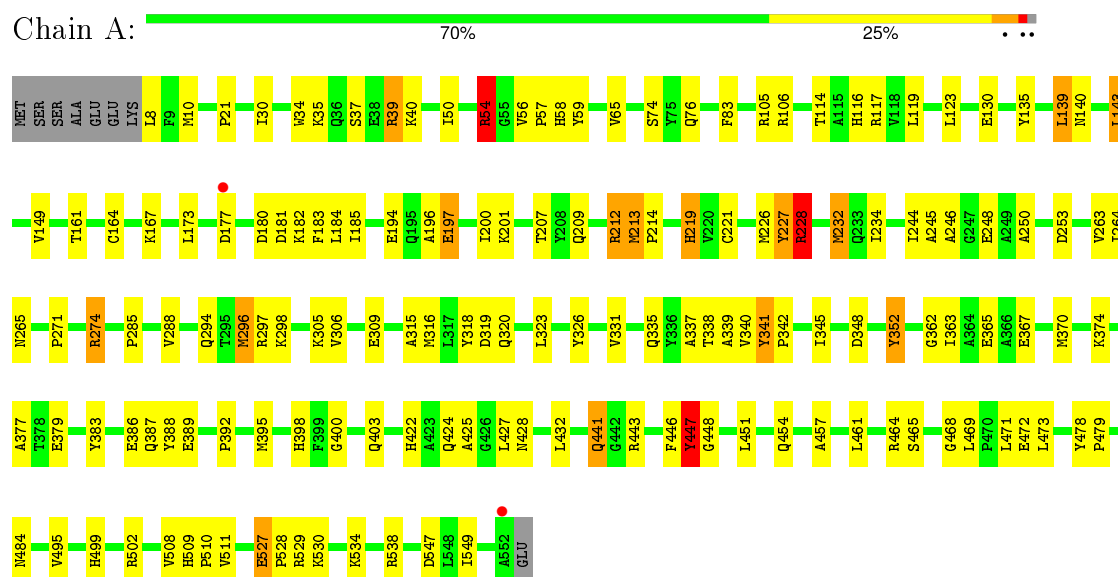 Chain A:
70% 25%
MET SER SER ALA GLU GLU LYS L8 F9 M10 P21 I30 W34 K35 Q36 S37 E38 R39 K40 I50 R54 G55 V56 P57 H58 Y59 V65 S74 Y75 Q76 F83 R105 R106 T114 A115 H116 R117 V118 L119 L123 E130 Y135 L139 N140 L143
V149 T161 C164 K167 L173 D177 D180 D181 K182 F183 L184 I185 E194 Q195 A196 E197 I200 K201 T207 Y208 Q209 R212 M213 P214 H219 V220 C221 M226 Y227 R228 M232 Q233 I234 I244 A245 A246 G247 E248 A249 A250 D253 V263 I264
N265 P271 R274 P285 V288 Q294 T295 M296 R297 K298 K305 V306 E309 A315 M316 L317 Y318 D319 Q320 L323 Y326 V331 Q335 Y336 A337 T338 A339 V340 Y341 P342 I345 D348 Y352 G362 I363 A364 E365 A366 E367 M370 K374
A377 T378 E379 Y383 E386 Q387 Y388 E389 P392 M395 H398 F399 G400 Q403 H422 A423 Q424 A425 G426 L427 N428 L432 Q441 G442 R443 F446 Y447 G448 L451 Q454 A457 L461 R464 S465 G468 L469 P470 L471 E472 L473 Y478 P479
N484 V495 H499 R502 V508 H509 P510 V511 E527 P528 R529 K530 K534 R538 D547 L548 I549 A552 GLU